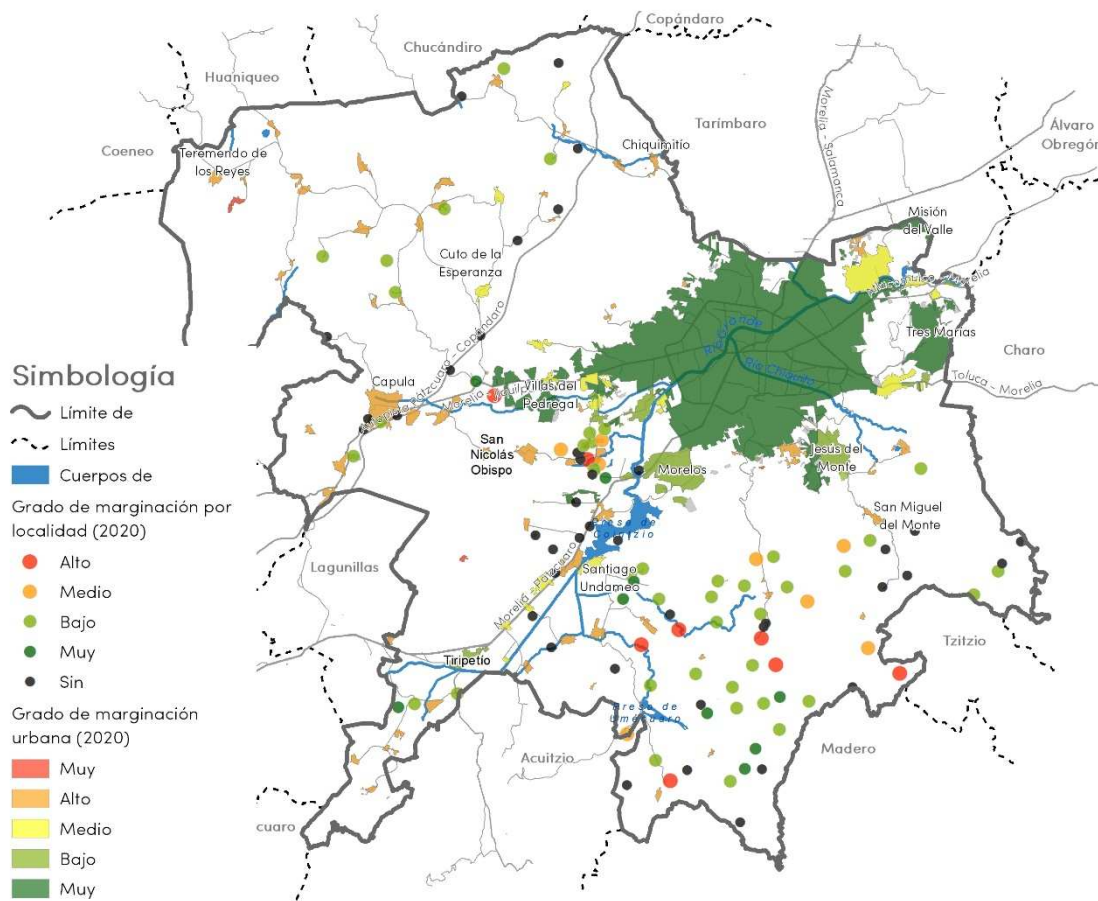 Copándaro
Chucándiro
Huaniqueo
Tarímbaro
Álvaro
Obregón
Coeneo
Teremendo de
los Reyes
Chiquimitío
Morelia - Salamanca
Misión
del Valle
Cuto de la
Esperanza
Río Grande
Río Chiquito
Tres Marías
Charo
Toluca - Morelia
Capula
Villas del
Pedregal
San
Nicolás
Obispo
Morelos
Jesús del
Monte
San Miguel
del Monte
Lagunillas
Santiago
Undameo
Morelia - Pátzcuaro
Tzitzio
Tiripetío
Presa de
Umécuaro
Acuitzio
Madero
cuaro
Simbología
Límite de
Límites
Cuerpos de
Grado de marginación por
localidad (2020)
Alto
Medio
Bajo
Muy
Sin
Grado de marginación
urbana (2020)
Muy
Alto
Medio
Bajo
Muy